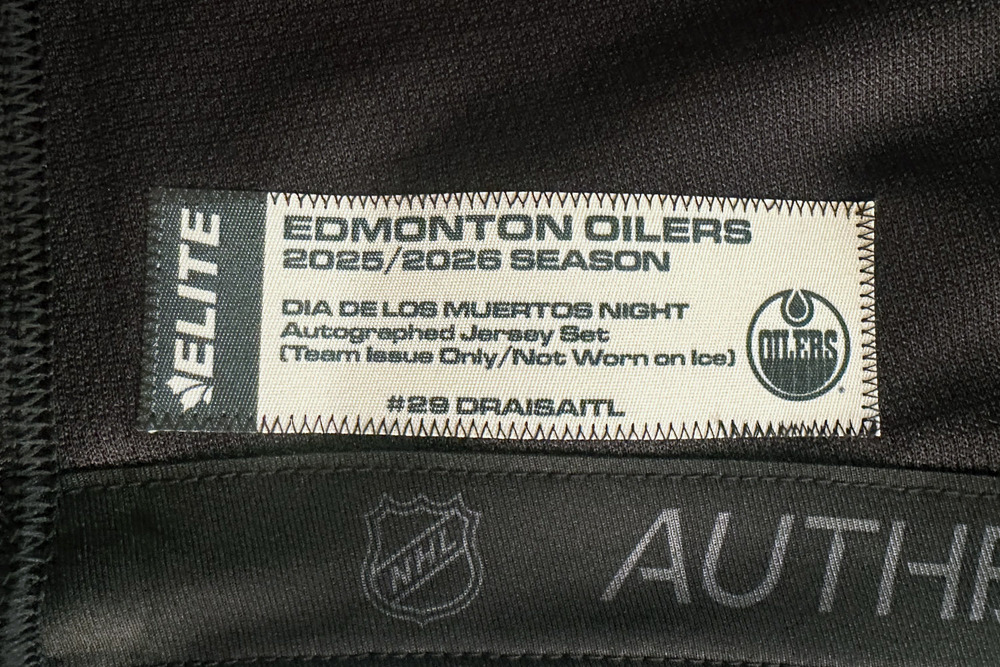 ELITE
EDMONTON OILERS
2025/2026 SEASON
DIA DE LOS MUERTOS NIGHT
Autographed Jersey Set
(Team Issue Only/Not Worn on Ice)
#29 DRAISAITL
OILERS
NHL
AUTHE